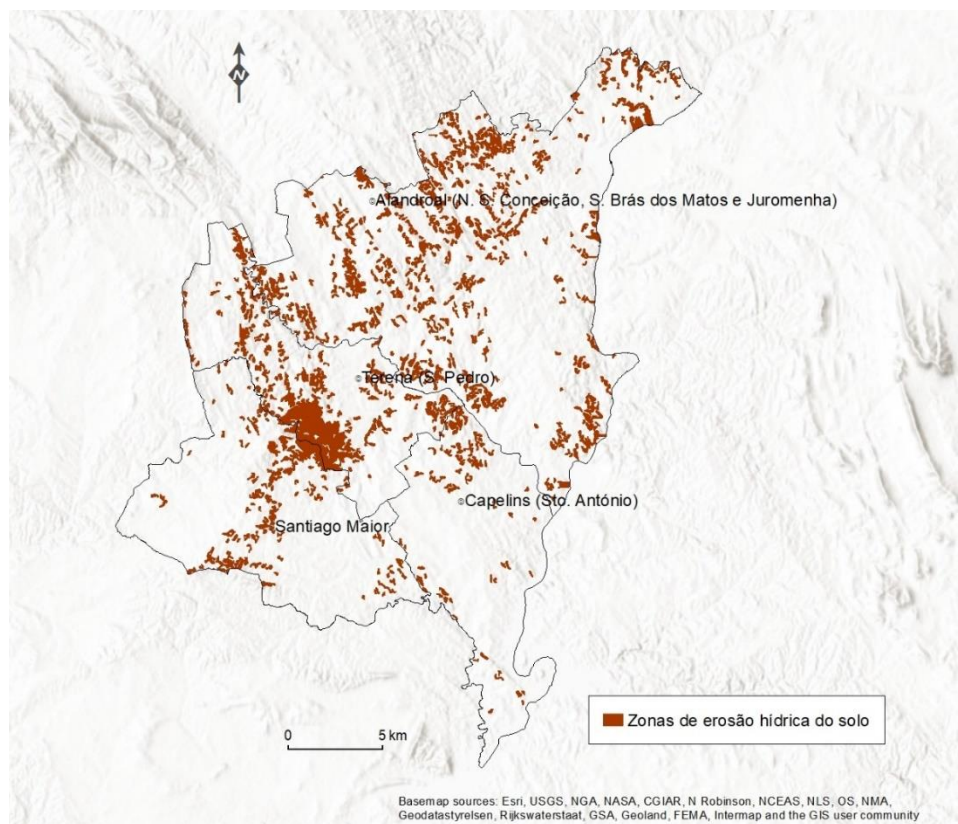 N
Alandroal (N. S. Conceição, S. Brás dos Matos e Juromenha)
Terena (S. Pedro)
Capelins (Sto. António)
Santiago Maior
Zonas de erosão hídrica do solo
0 5 km
Basemap sources: Esri, USGS, NGA, NASA, CGIAR, N Robinson, NCEAS, NLS, OS, NMA,
Geodatastyrelsen, Rijkswaterstaat, GSA, Geoland, FEMA, Intermap and the GIS user community